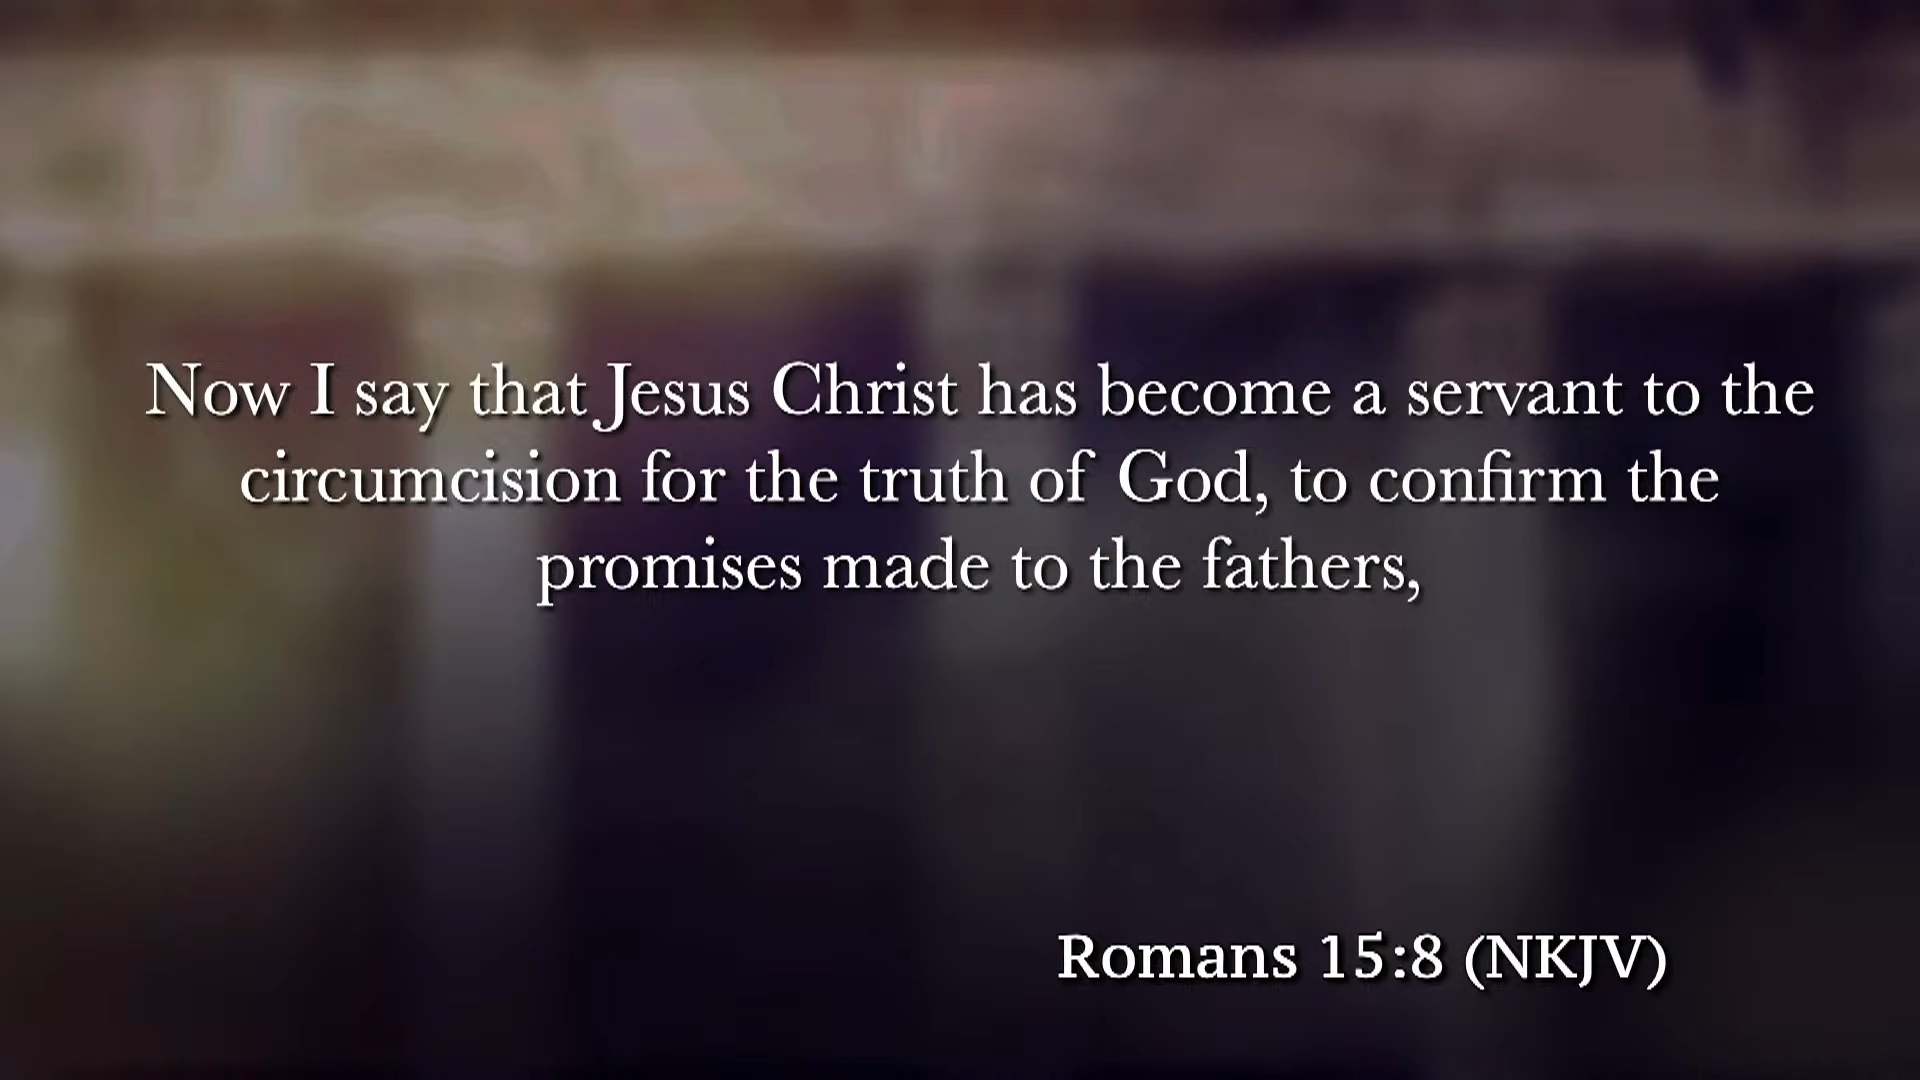 Now I say that Jesus Christ has become a servant to the
circumcision for the truth of God, to confirm the
promises made to the fathers,
Romans 15:8 (NKJV)